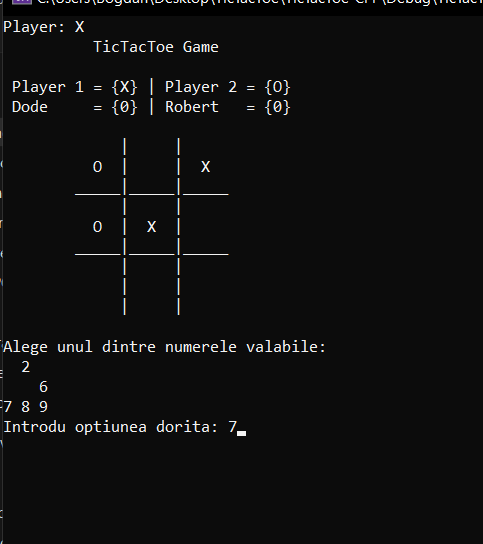 C:\Users\Bogdan\Desktop\TicTacToe\TicTacToe CPP\Debug\TicTacT
Player: X
TicTacToe Game
Player 1 = {X} | Player 2 = {O}
Dode     = {0} | Robert   = {0}
O | | X
O | X |
Alege unul dintre numerele valabile:
2
6
7 8 9
Introdu optiunea dorita: 7